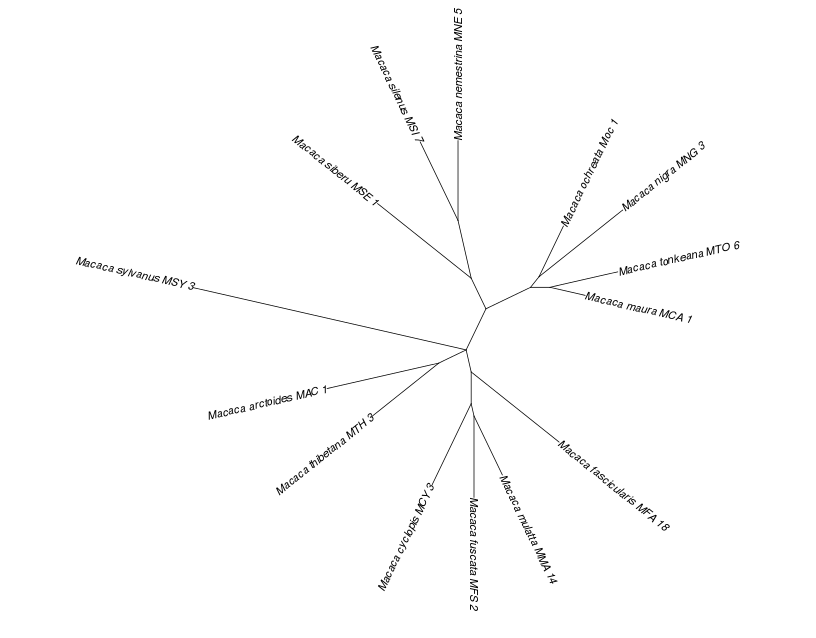 Macaca nemestrina MNE 5
Macaca silenus MSI 7
Macaca siberu MSE 1
Macaca ochreata Moc 1
Macaca nigra MNG 3
Macaca tonkeana MTO 6
Macaca maura MCA 1
Macaca sylvanus MSY 3
Macaca arctoides MAC 1
Macaca thibetana MTH 3
Macaca cyclopis MCY 3
Macaca fuscata MFS 2
Macaca mulatta MMA 14
Macaca fascicularis MFA 18